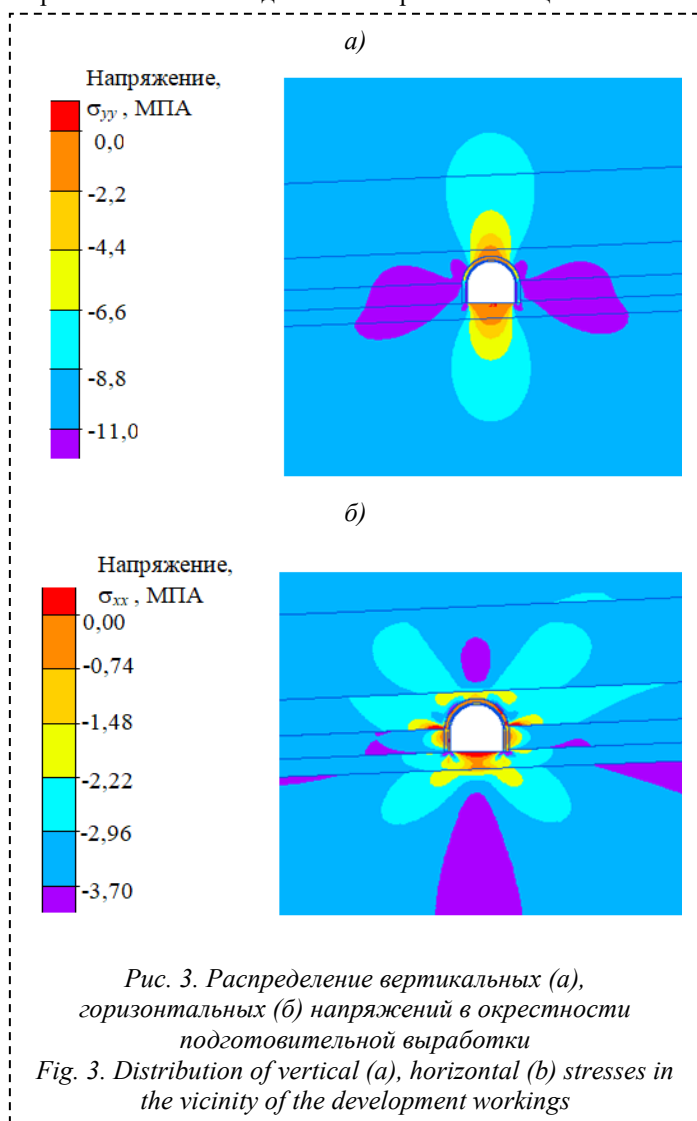 а)
Напряжение,
σyy , МПА
0,0
-2,2
-4,4
-6,6
-8,8
-11,0
б)
Напряжение,
σxx , МПА
0,00
-0,74
-1,48
-2,22
-2,96
-3,70
Рис. 3. Распределение вертикальных (а),
горизонтальных (б) напряжений в окрестности
подготовительной выработки
Fig. 3. Distribution of vertical (a), horizontal (b) stresses in
the vicinity of the development workings